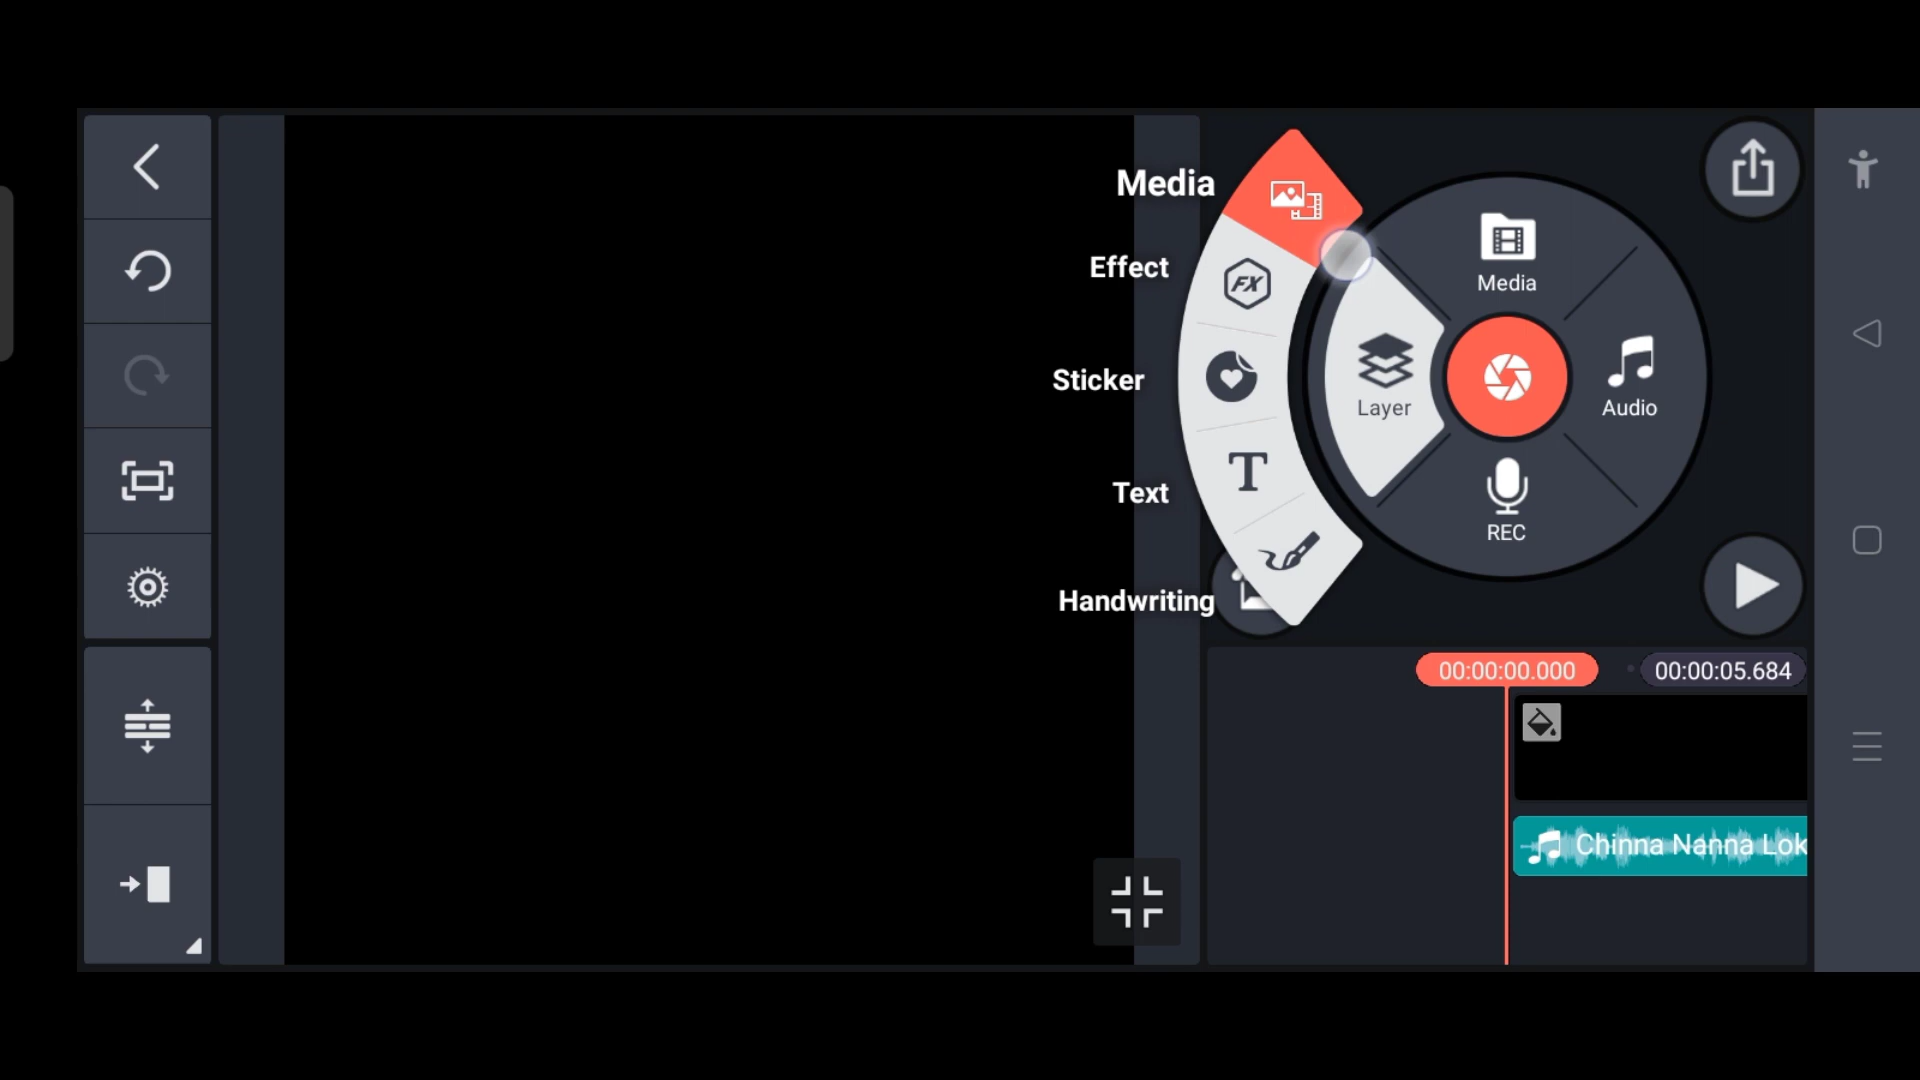 Media
Effect
FX
Sticker
T
Text
Handwriting
Media
Layer
Audio
REC
00:00:00.000
00:00:05.684
Chinna Nanna Lok